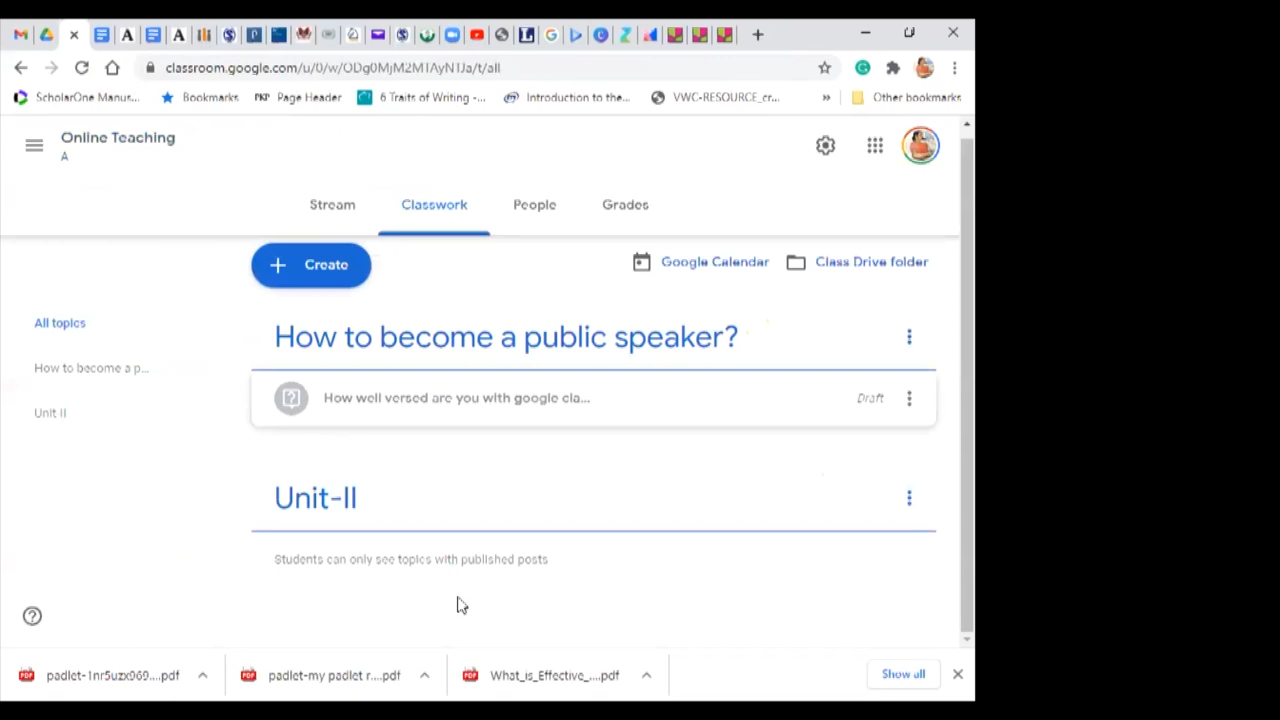 classroom.google.com/u/0/w/ODg0MjM2MTAyNTJa/t/all
ScholarOne Manus... Bookmarks PKP Page Header 6 Traits of Writing -... Introduction to the... VWC-RESOURCE_cr... » Other bookmarks
Online Teaching
A
Stream Classwork People Grades
+ Create Google Calendar Class Drive folder
All topics
How to become a public speaker?
How to become a p...
How well versed are you with google cla... Draft
Unit II
Unit-II
Students can only see topics with published posts
padlet-1nr5uzx969....pdf padlet-my padlet r....pdf What_is_Effective_....pdf Show all